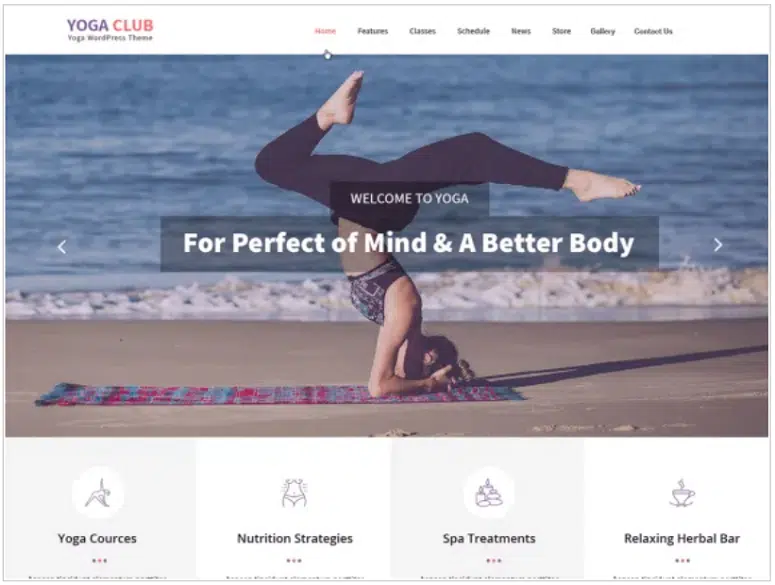 YOGA CLUB
Yoga WordPress Theme
Home Features Classes Schedule News Store Gallery Contact Us
WELCOME TO YOGA
For Perfect of Mind & A Better Body
Yoga Cources Nutrition Strategies Spa Treatments Relaxing Herbal Bar